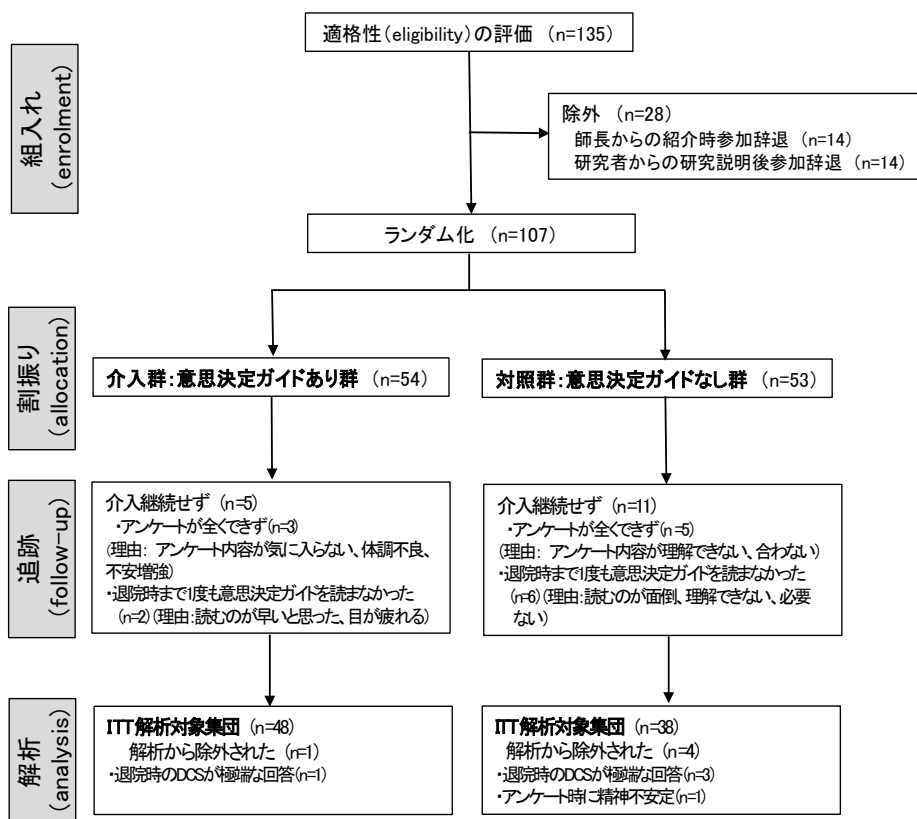 適格性(eligibility)の評価 (n=135)
組入れ
(enrolment)
除外 (n=28)
師長からの紹介時参加辞退 (n=14)
研究者からの研究説明後参加辞退 (n=14)
ランダム化 (n=107)
割振り
(allocation)
介入群:意思決定ガイドあり群 (n=54)
対照群:意思決定ガイドなし群 (n=53)
追跡
(follow-up)
介入継続せず (n=5)
・アンケートが全くできず(n=3)
(理由: アンケート内容が気に入らない、体調不良、
不安増強)
・退院時まで1度も意思決定ガイドを読まなかった
(n=2)(理由:読むのが早いと思った、目が疲れる)
介入継続せず (n=11)
・アンケートが全くできず(n=5)
(理由: アンケート内容が理解できない、合わない)
・退院時まで1度も意思決定ガイドを読まなかった
(n=6)(理由:読むのが面倒、理解できない、必要
ない)
解析
(analysis)
ITT解析対象集団 (n=48)
解析から除外された (n=1)
・退院時のDCSが極端な回答(n=1)
ITT解析対象集団 (n=38)
解析から除外された (n=4)
・退院時のDCSが極端な回答(n=3)
・アンケート時に精神不安定(n=1)